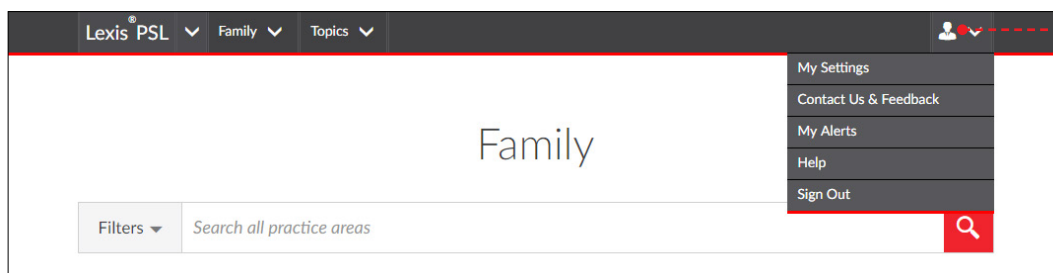 Lexis®PSL Family Topics
My Settings
Contact Us & Feedback
My Alerts
Help
Sign Out
Family
Filters Search all practice areas